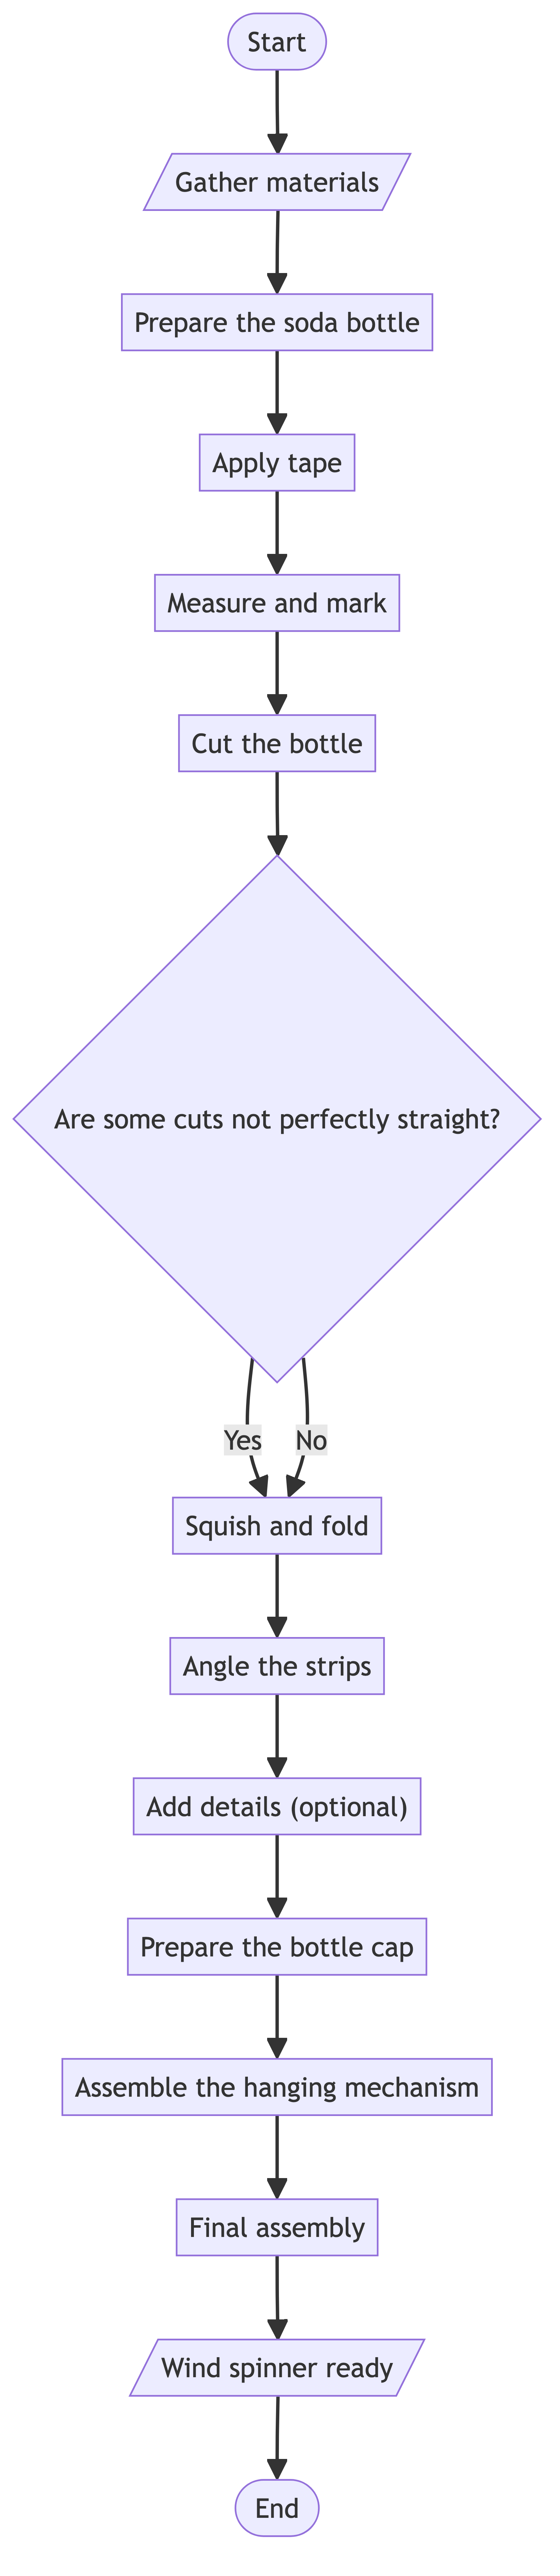 Start
Gather materials
Prepare the soda bottle
Apply tape
Measure and mark
Cut the bottle
Are some cuts not perfectly straight?
Yes
No
Squish and fold
Angle the strips
Add details (optional)
Prepare the bottle cap
Assemble the hanging mechanism
Final assembly
Wind spinner ready
End